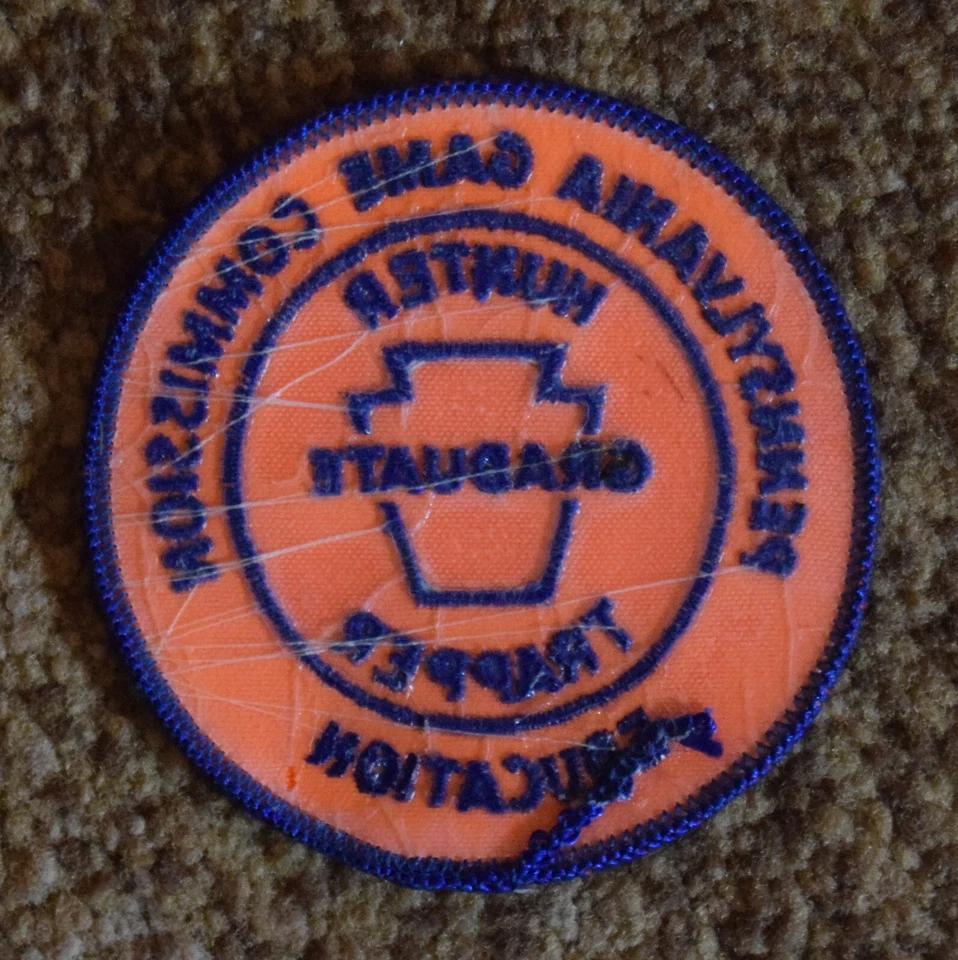 PENNSYLVANIA GAME COMMISSION
HUNTER
GRADUATE
TRAPPER
EDUCATION